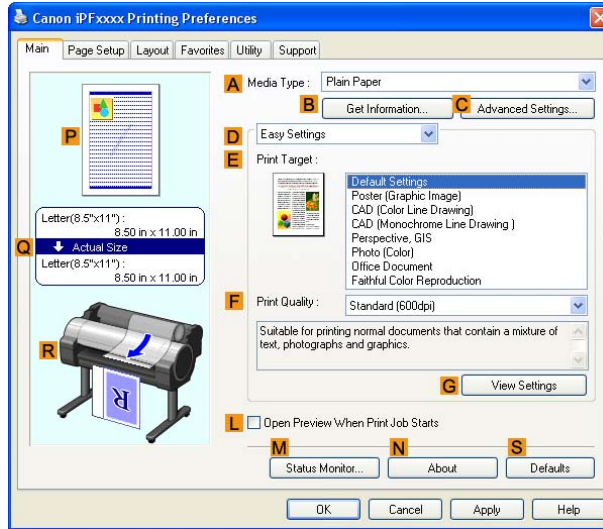 Canon iPFxxxx Printing Preferences
Main Page Setup Layout Favorites Utility Support
A Media Type : Plain Paper
B Get Information... C Advanced Settings...
D Easy Settings
E Print Target :
Default Settings
Poster (Graphic Image)
CAD (Color Line Drawing)
CAD (Monochrome Line Drawing )
Perspective, GIS
Photo (Color)
Office Document
Faithful Color Reproduction
F Print Quality : Standard (600dpi)
Suitable for printing normal documents that contain a mixture of
text, photographs and graphics.
G View Settings
L Open Preview When Print Job Starts
M N S
Status Monitor... About Defaults
OK Cancel Apply Help
P
Letter(8.5"x11") :
8.50 in x 11.00 in
Q Actual Size
Letter(8.5"x11") :
8.50 in x 11.00 in
R
R